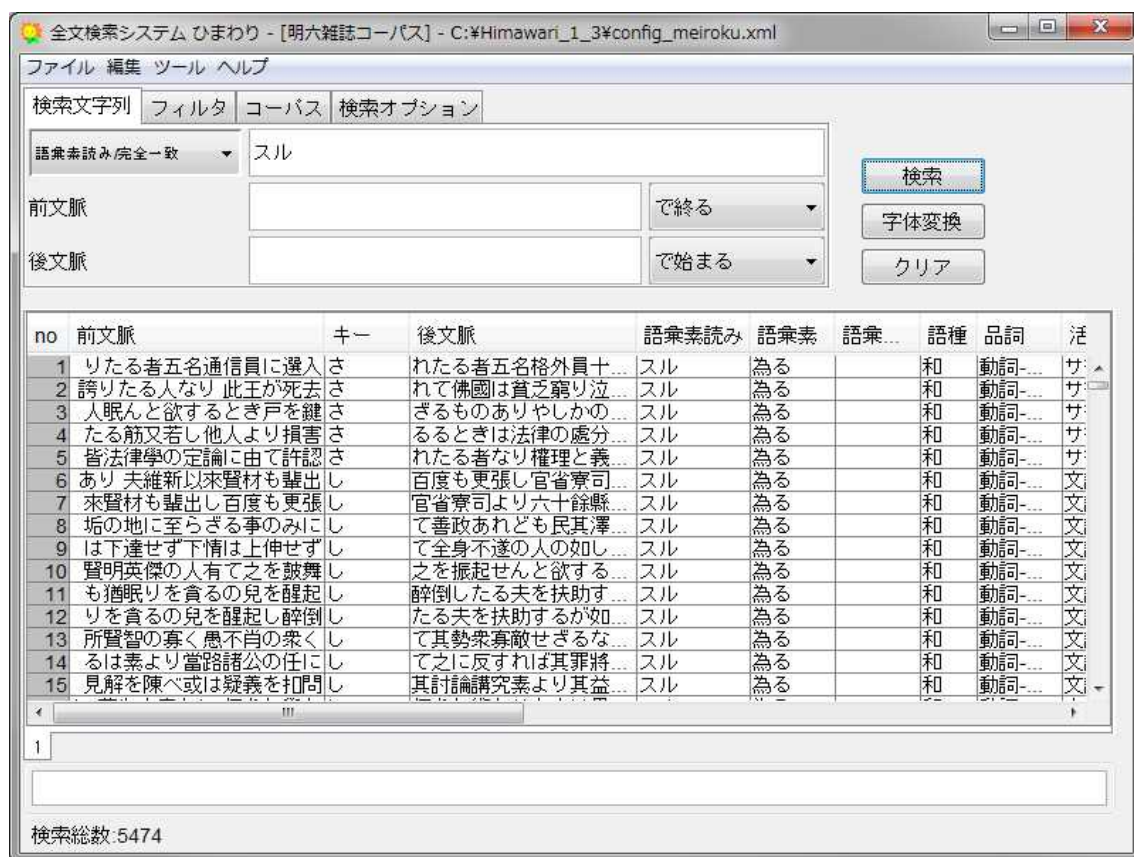 全文検索システム ひまわり - [明六雑誌コーパス] - C:¥Himawari_1_3¥config_meiroku.xml
ファイル 編集 ツール ヘルプ
検索文字列 フィルタ コーパス 検索オプション
語彙素読み/完全一致 スル
検索
前文脈 で終る
字体変換
後文脈 で始まる
クリア
no 前文脈 キー 後文脈 語彙素読み 語彙素 語彙... 語種 品詞 活
1 りたる者五名通信員に選入 さ れたる者五名格外員十... スル 為る 和 動詞-... サ
2 誇りたる人なり 此王が死去 さ れて佛國は貧乏窮り泣... スル 為る 和 動詞-... サ
3 人眠んと欲するとき戸を鍵 さ ざるものありやしかの... スル 為る 和 動詞-... サ
4 たる筋又若し他人より損害 さ るるときは法律の處分... スル 為る 和 動詞-... サ
5 皆法律學の定論に由て許認 さ れたる者なり權理と義... スル 為る 和 動詞-... サ
6 あり 夫維新以來賢材も輩出 し 百度も更張し官省寮司... スル 為る 和 動詞-... 文
7 來賢材も輩出し百度も更張 し 官省寮司より六十餘縣... スル 為る 和 動詞-... 文
8 垢の地に至らざる事のみに し て善政あれども民其澤... スル 為る 和 動詞-... 文
9 は下達せず下情は上伸せず し て全身不遂の人の如し... スル 為る 和 動詞-... 文
10 賢明英傑の人有て之を鼓舞 し 之を振起せんと欲する... スル 為る 和 動詞-... 文
11 も猶眠りを貪るの兒を醒起 し 醉倒したる夫を扶助す... スル 為る 和 動詞-... 文
12 りを貪るの兒を醒起し醉倒 し たる夫を扶助するが如... スル 為る 和 動詞-... 文
13 所賢智の寡く愚不肖の衆く し て其勢衆寡敵せざるな... スル 為る 和 動詞-... 文
14 るは素より當路諸公の任に し て之に反すれば其罪將... スル 為る 和 動詞-... 文
15 見解を陳べ或は疑義を扣問 し 其討論講究素より其益... スル 為る 和 動詞-... 文
1
検索総数:5474